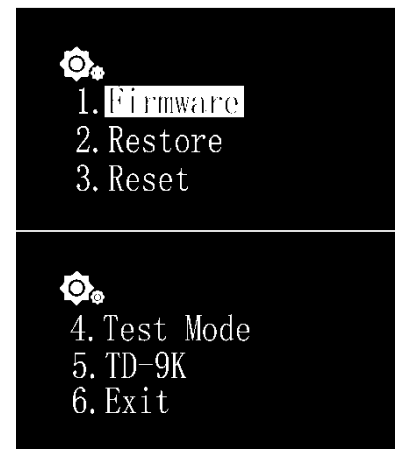 1.Firmware
2.Restore
3.Reset
4.Test Mode
5.TD-9K
6.Exit